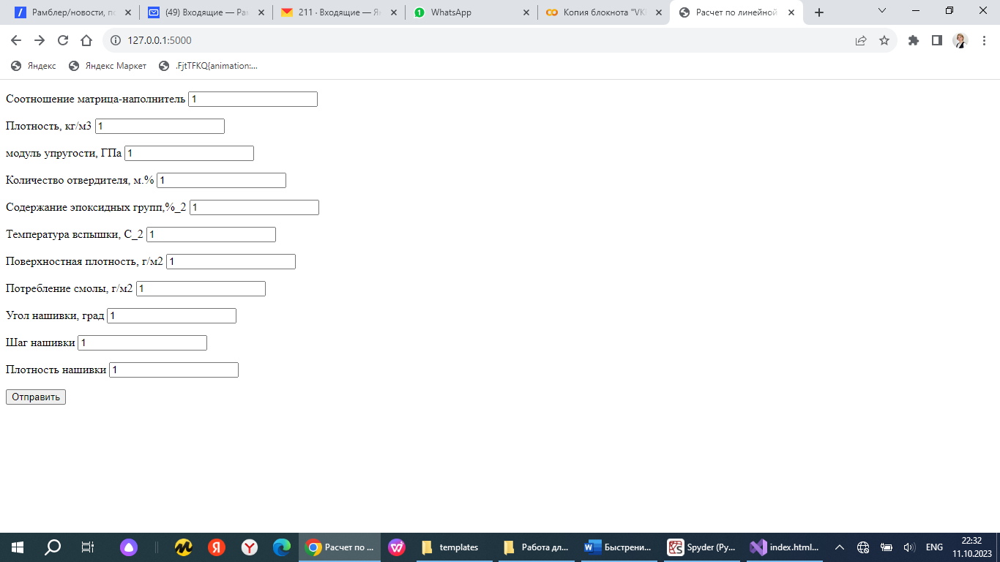 Рамблер/новости, по
(49) Входящие — Ра
211 · Входящие — Я
1 WhatsApp
Копия блокнота "VK
Расчет по линейной
127.0.0.1:5000
Яндекс
Яндекс Маркет
.FjtTFKQ{animation:...
Соотношение матрица-наполнитель 1
Плотность, кг/м3 1
модуль упругости, ГПа 1
Количество отвердителя, м.% 1
Содержание эпоксидных групп,%_2 1
Температура вспышки, С_2 1
Поверхностная плотность, г/м2 1
Потребление смолы, г/м2 1
Угол нашивки, град 1
Шаг нашивки 1
Плотность нашивки 1
Отправить
Расчет по ...
templates
Работа дл...
Быстрени...
Spyder (Py...
index.html...
ENG
22:32
11.10.2023